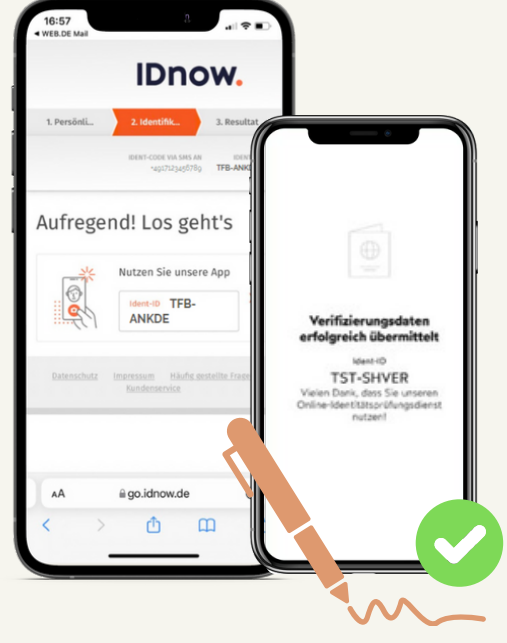 16:57
◀ WEB.DE Mail
IDnow.
1. Persönli...
2. Identifik...
3. Resultat
IDENT-CODE VIA SMS AN
+4917123456789
IDENT
TFB-ANKD
Aufregend! Los geht's
Nutzen Sie unsere App
Ident-ID TFB-
ANKDE
Datenschutz Impressum Häufig gestellte Frage
Kundenservice
AA go.idnow.de
Verifizierungsdaten
erfolgreich übermittelt
Ident-ID
TST-SHVER
Vielen Dank, dass Sie unseren
Online-Identitätsprüfungsdienst
nutzen!